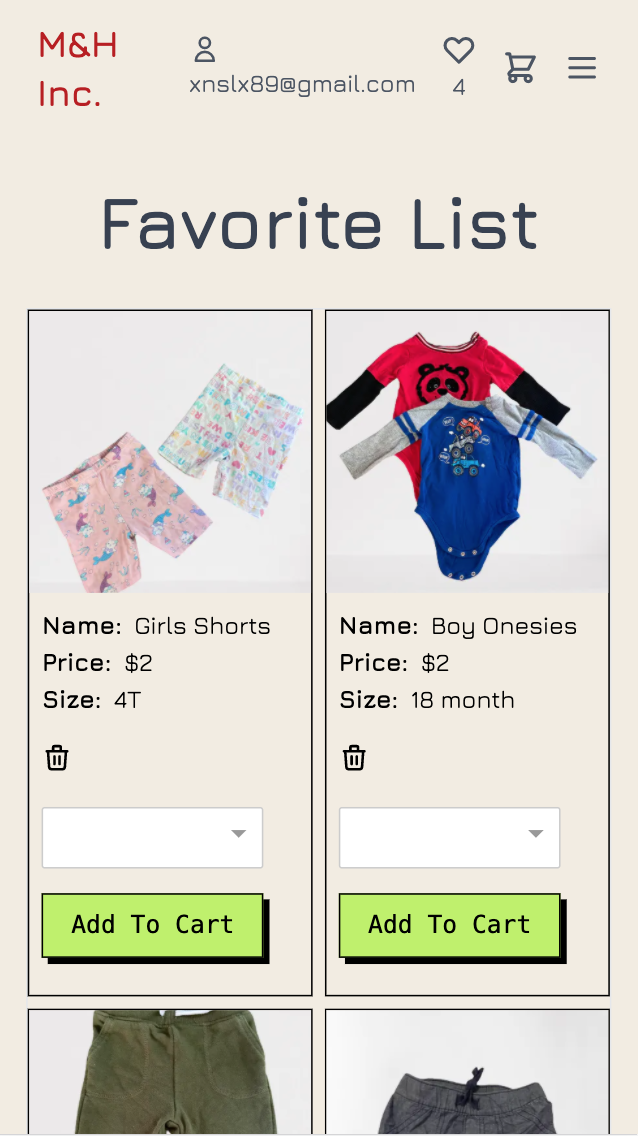 M&H
Inc.
xnslx89@gmail.com
4
Favorite List
Name: Girls Shorts
Price: $2
Size: 4T
Add To Cart
Name: Boy Onesies
Price: $2
Size: 18 month
Add To Cart